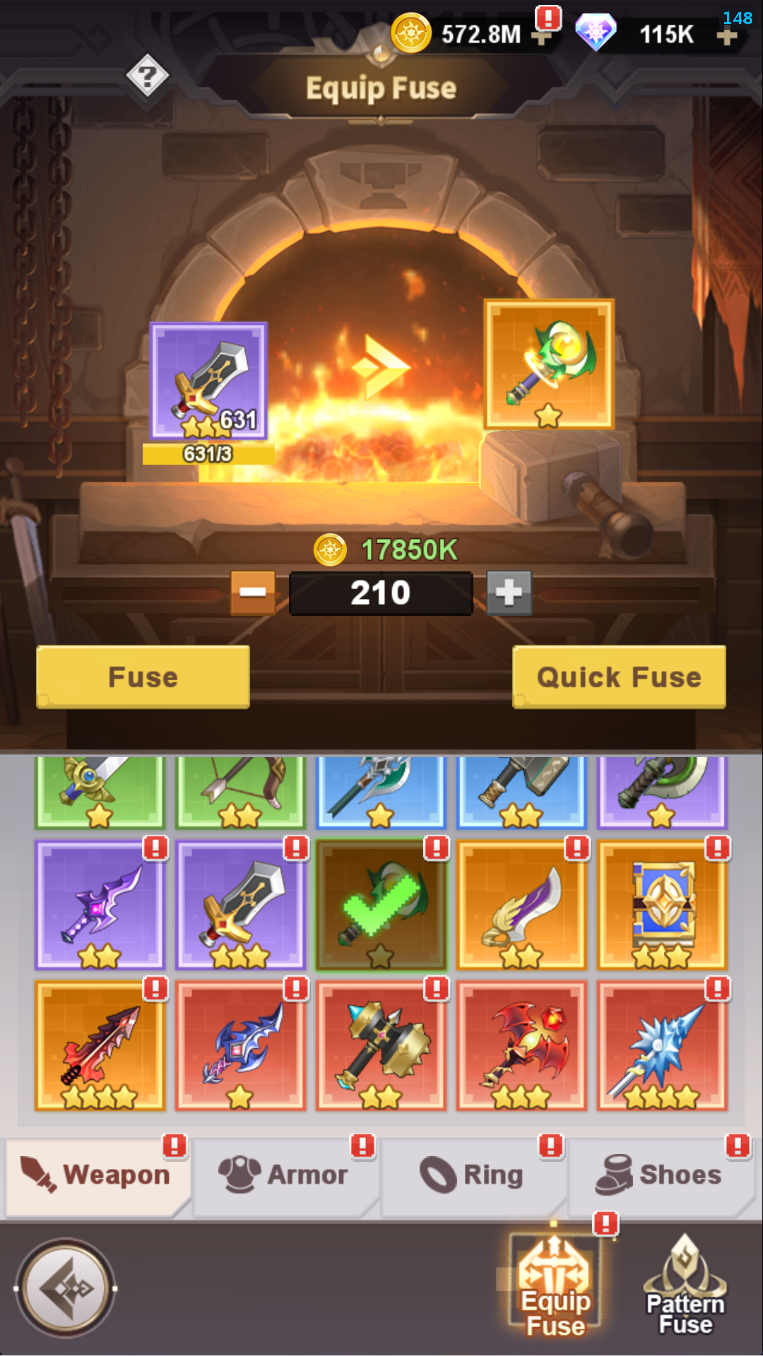 148
572.8M
115K
?
Equip Fuse
631
631/3
17850K
210
Fuse
Quick Fuse
Weapon
Armor
Ring
Shoes
Equip
Fuse
Pattern
Fuse